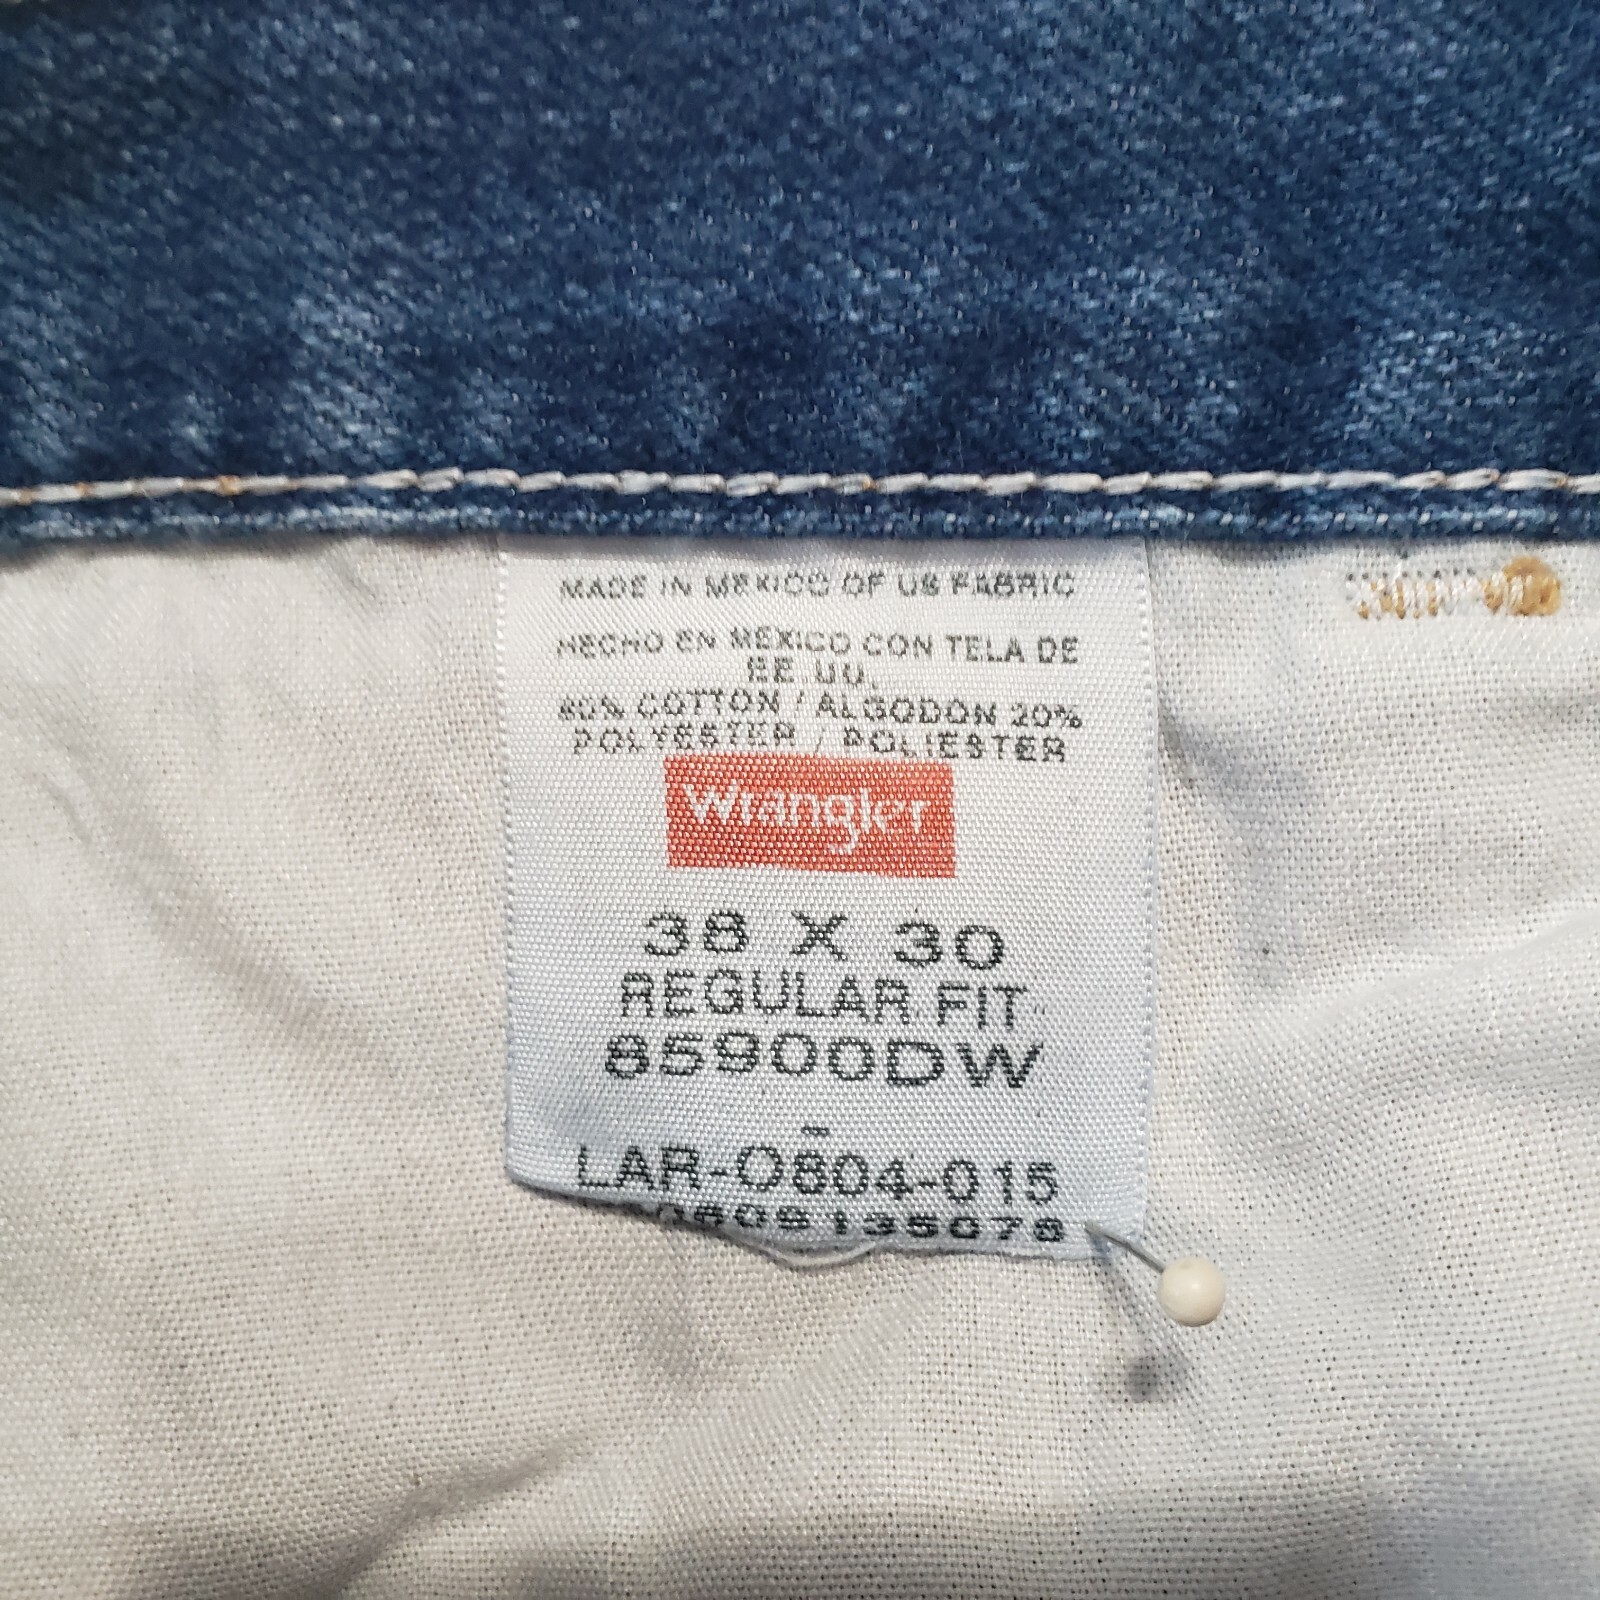 MADE IN MEXICO OF US FABRIC
HECHO EN MEXICO CON TELA DE
EE.UU.
80% COTTON / ALGODON 20%
POLYESTER / POLIESTER
Wrangler
38 X 30
REGULAR FIT
85900DW
-
LAR-0804-015